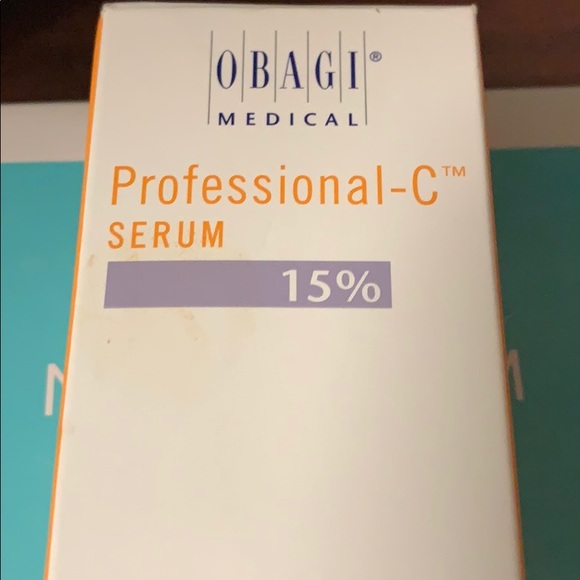 OBAGI®
MEDICAL
Professional-C™
SERUM
15%